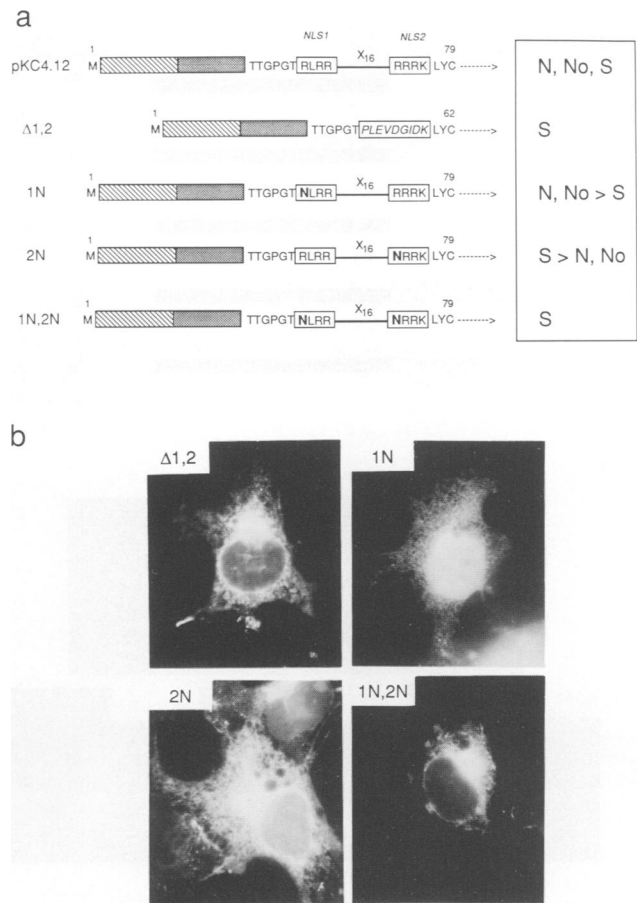 a
NLS1 NLS2
1 X16 79
pKC4.12 M TTGPGT RLRR RRRK LYC N, No, S
1 62
Δ1,2 M TTGPGT PLEVDGIDK LYC S
1 X16 79
1N M TTGPGT NLRR RRRK LYC N, No > S
1 X16 79
2N M TTGPGT RLRR NRRK LYC S > N, No
1 X16 79
1N,2N M TTGPGT NLRR NRRK LYC S
b
Δ1,2 1N
2N 1N,2N